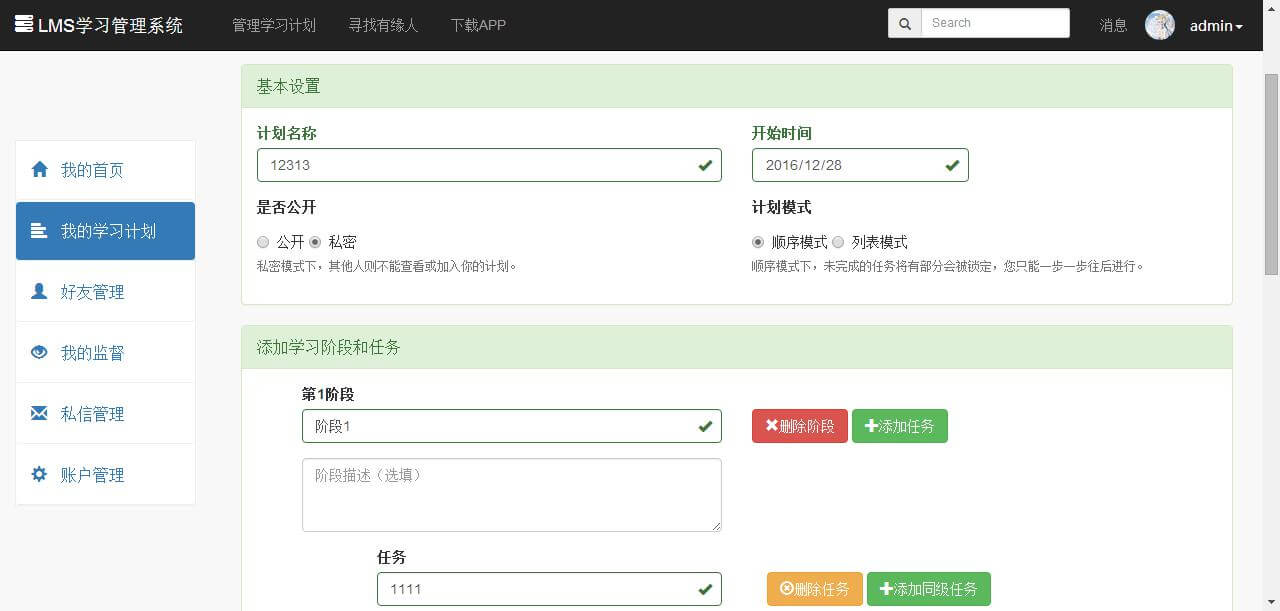 LMS学习管理系统 管理学习计划 寻找有缘人 下载APP Search 消息 admin
我的首页
我的学习计划
好友管理
我的监督
私信管理
账户管理
基本设置
计划名称 开始时间
12313 2016/12/28
是否公开 计划模式
公开 私密 顺序模式 列表模式
私密模式下，其他人则不能查看或加入你的计划。 顺序模式下，未完成的任务将有部分会被锁定，您只能一步一步往后进行。
添加学习阶段和任务
第1阶段
阶段1 删除阶段 添加任务
阶段描述（选填）
任务
1111 删除任务 添加同级任务